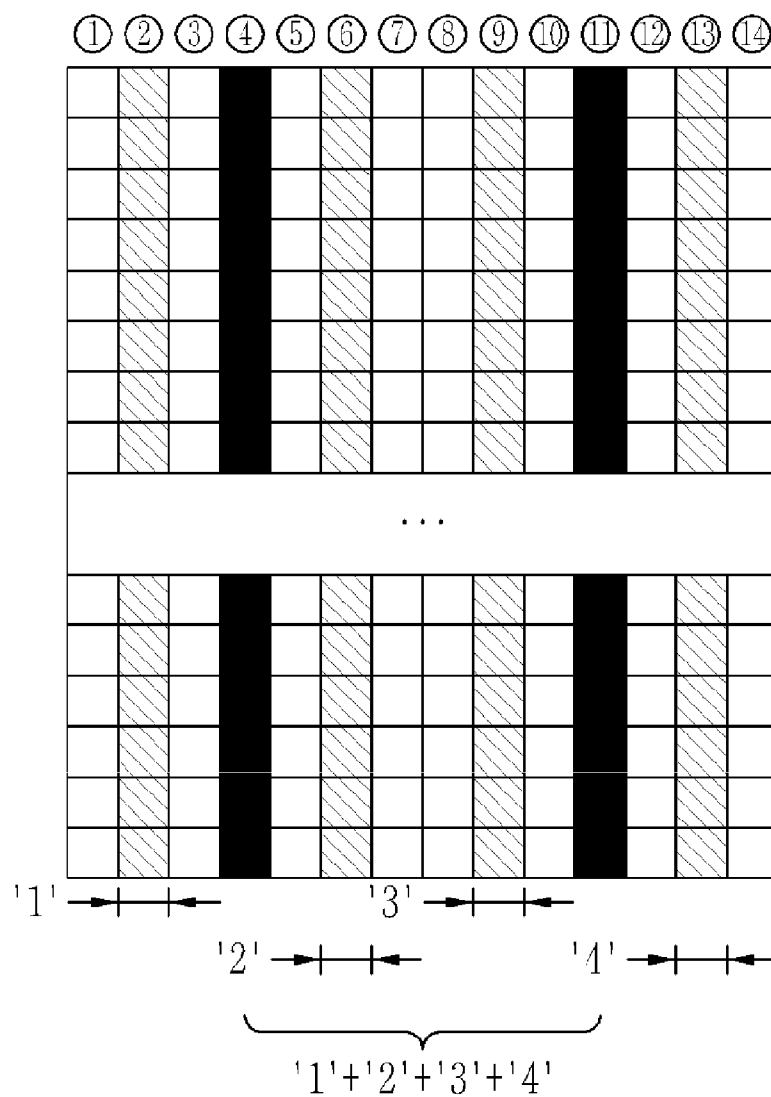 ① ② ③ ④ ⑤ ⑥ ⑦ ⑧ ⑨ ⑩ ⑪ ⑫ ⑬ ⑭
...
'1' '3'
'2' '4'
'1'+'2'+'3'+'4'